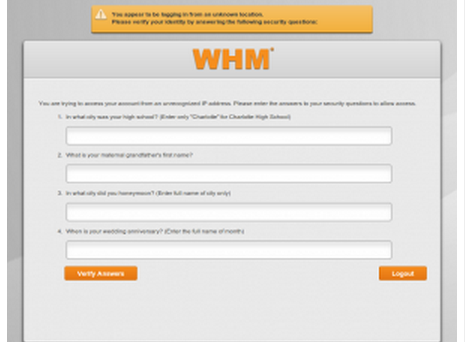 You appear to be logging in from an unknown location.
Please verify your identity by answering the following security questions:
WHM
You are trying to access your account from an unrecognized IP address. Please enter the answers to your security questions to allow access.
1. In what city was your high school? (Enter only "Charlotte" for Charlotte High School)
2. What is your maternal grandfather's first name?
3. In what city did you honeymoon? (Enter full name of city only)
4. When is your wedding anniversary? (Enter the full name of month)
Verify Answers Logout